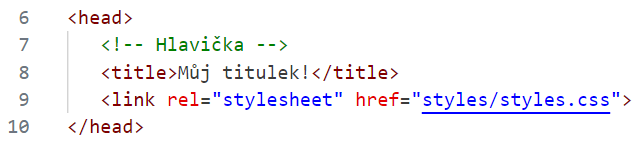 6 <head>
7 <!-- Hlavička -->
8 <title>Můj titulek!</title>
9 <link rel="stylesheet" href="styles/styles.css">
10 </head>